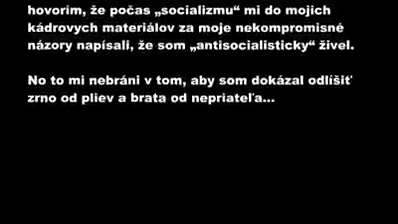 hovorím, že počas „socializmu“ mi do mojich
kádrových materiálov za moje nekompromisné
názory napísali, že som „antisocialisticky“ živel.
No to mi nebráni v tom, aby som dokázal odlíšiť
zrno od pliev a brata od nepriateľa...